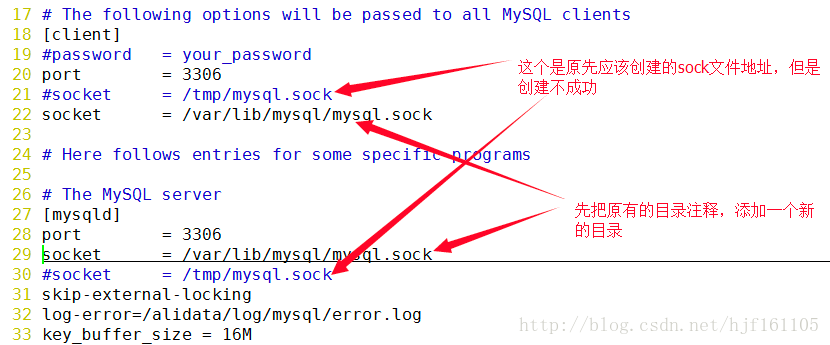 17 # The following options will be passed to all MySQL clients
18 [client]
19 #password   = your_password
20 port        = 3306
21 #socket     = /tmp/mysql.sock
22 socket      = /var/lib/mysql/mysql.sock
23
24 # Here follows entries for some specific programs
25
26 # The MySQL server
27 [mysqld]
28 port        = 3306
29 socket      = /var/lib/mysql/mysql.sock
30 #socket     = /tmp/mysql.sock
31 skip-external-locking
32 log-error=/alidata/log/mysql/error.log
33 key_buffer_size = 16M
这个是原先应该创建的sock文件地址，但是
创建不成功
先把原有的目录注释，添加一个新
的目录
http://blog.csdn.net/hjf161105